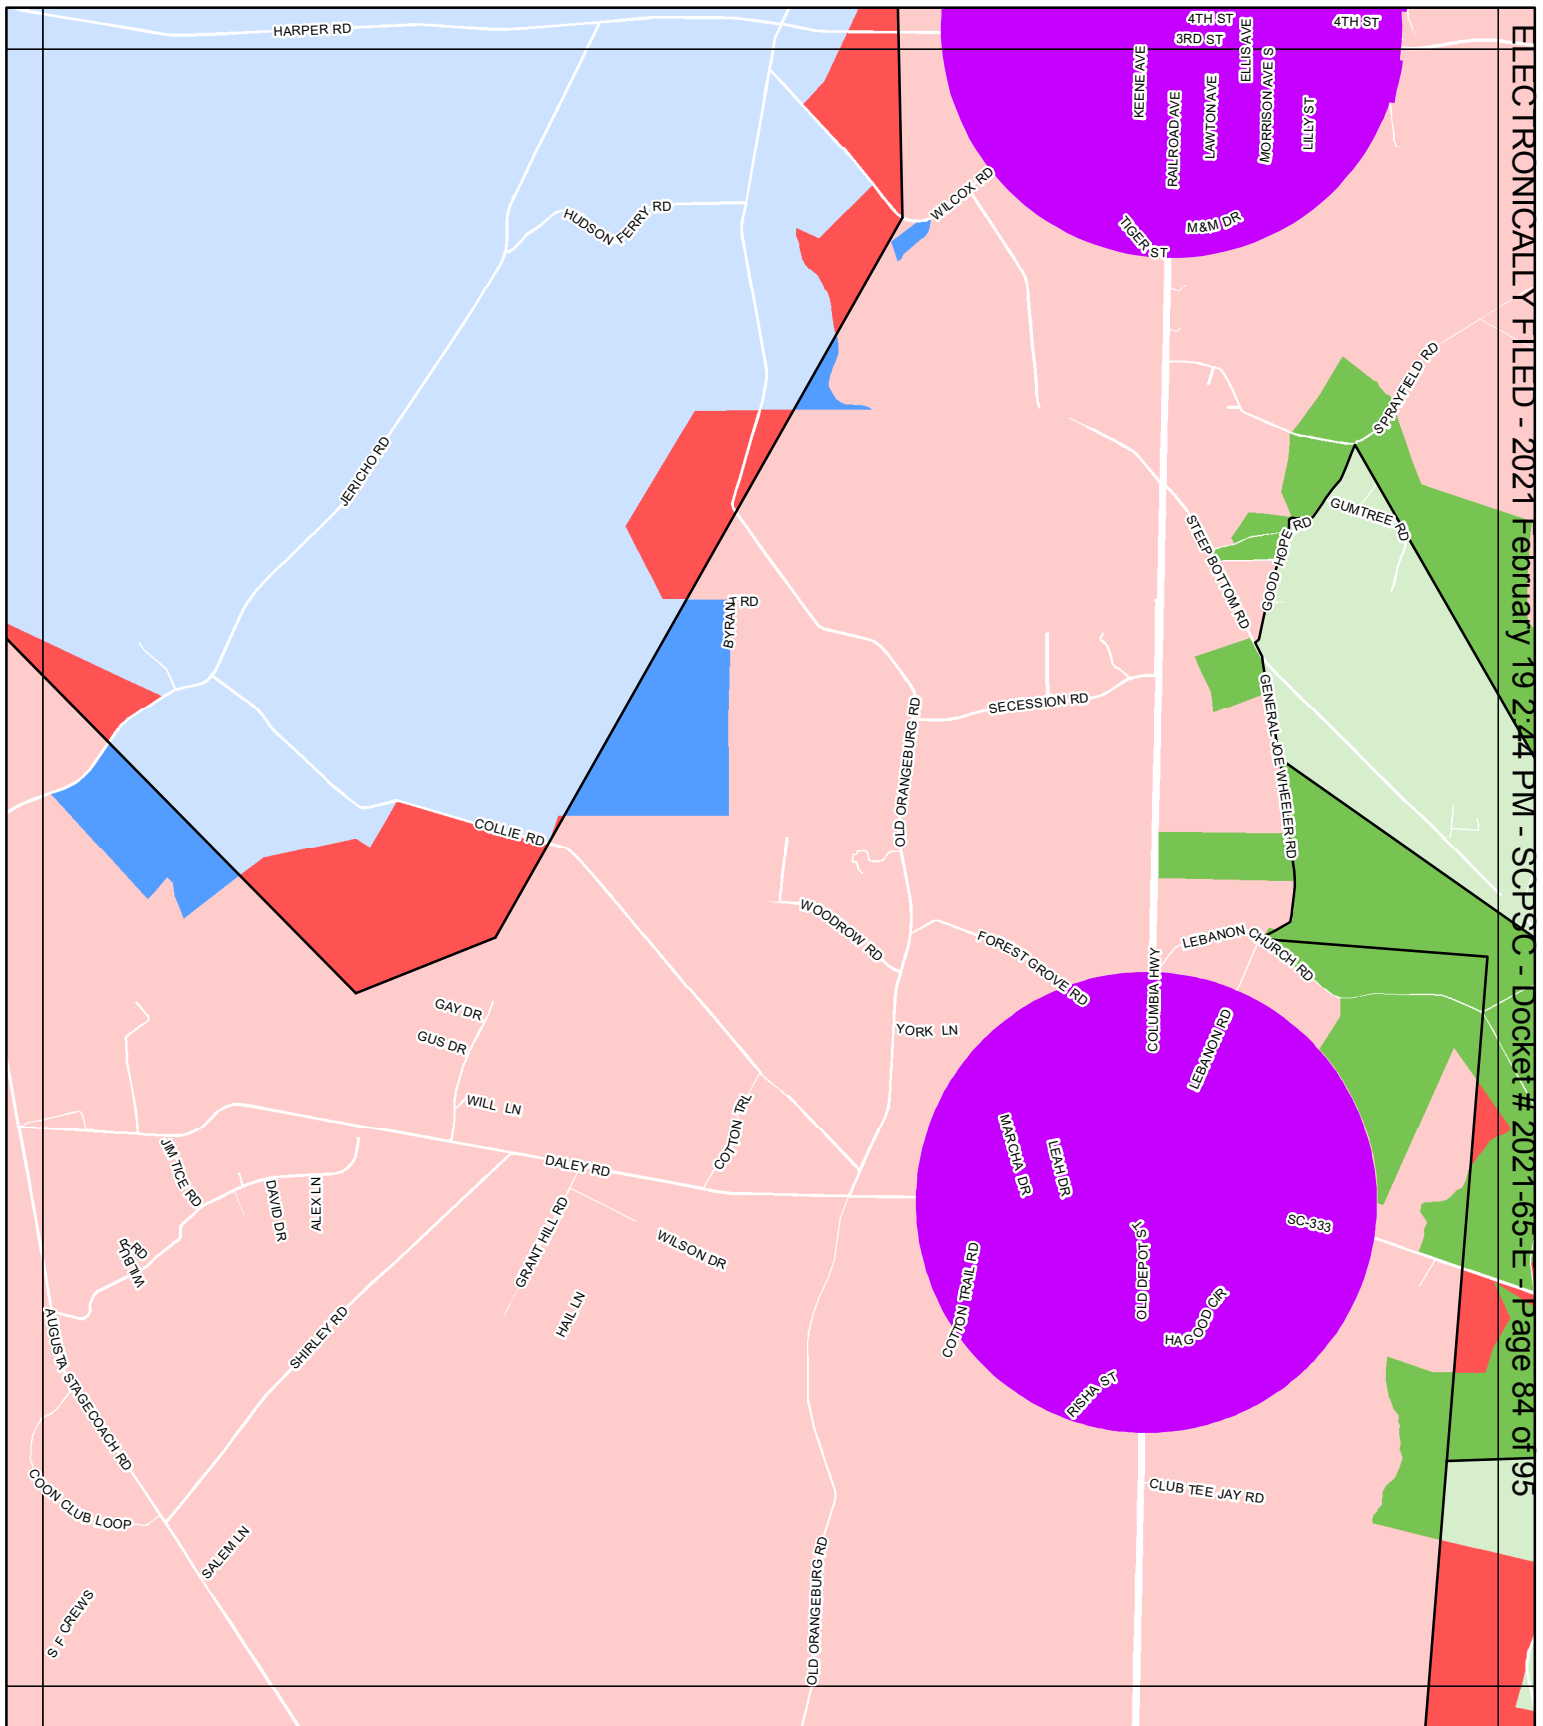 HARPER RD
4TH ST
4TH ST
3RD ST
ELLIS AVE
KEENE AVE
RAILROAD AVE
LAWTON AVE
MORRISON AVE S
LILLY ST
WILCOX RD
TIGER ST
M&M DR
HUDSON FERRY RD
SPRAYFIELD RD
JERICHO RD
GUMTREE RD
GOOD HOPE RD
STEEP BOTTOM RD
BYRANT RD
SECESSION RD
OLD ORANGEBURG RD
GENERAL JOE WHEELER RD
COLLIE RD
WOODROW RD
FOREST GROVE RD
COLUMBIA HWY
LEBANON CHURCH RD
GAY DR
GUS DR
YORK LN
LEBANON RD
WILL LN
COTTON TRL
MARCHA DR
LEAH DR
DALEY RD
JIM TICE RD
DAVID DR
ALEX LN
GRANT HILL RD
WILSON DR
WILBUR RD
SC-333
OLD DEPOT ST
COTTON TRAIL RD
HAGOOD CIR
HAIL LN
SHIRLEY RD
AUGUSTA STAGECOACH RD
RISHA ST
COON CLUB LOOP
CLUB TEE JAY RD
SALEM LN
S F CREWS
OLD ORANGEBURG RD
ELECTRONICALLY FILED - 2021 February 19 2:44 PM - SCPSC - Docket # 2021-65-E - Page 84 of 95